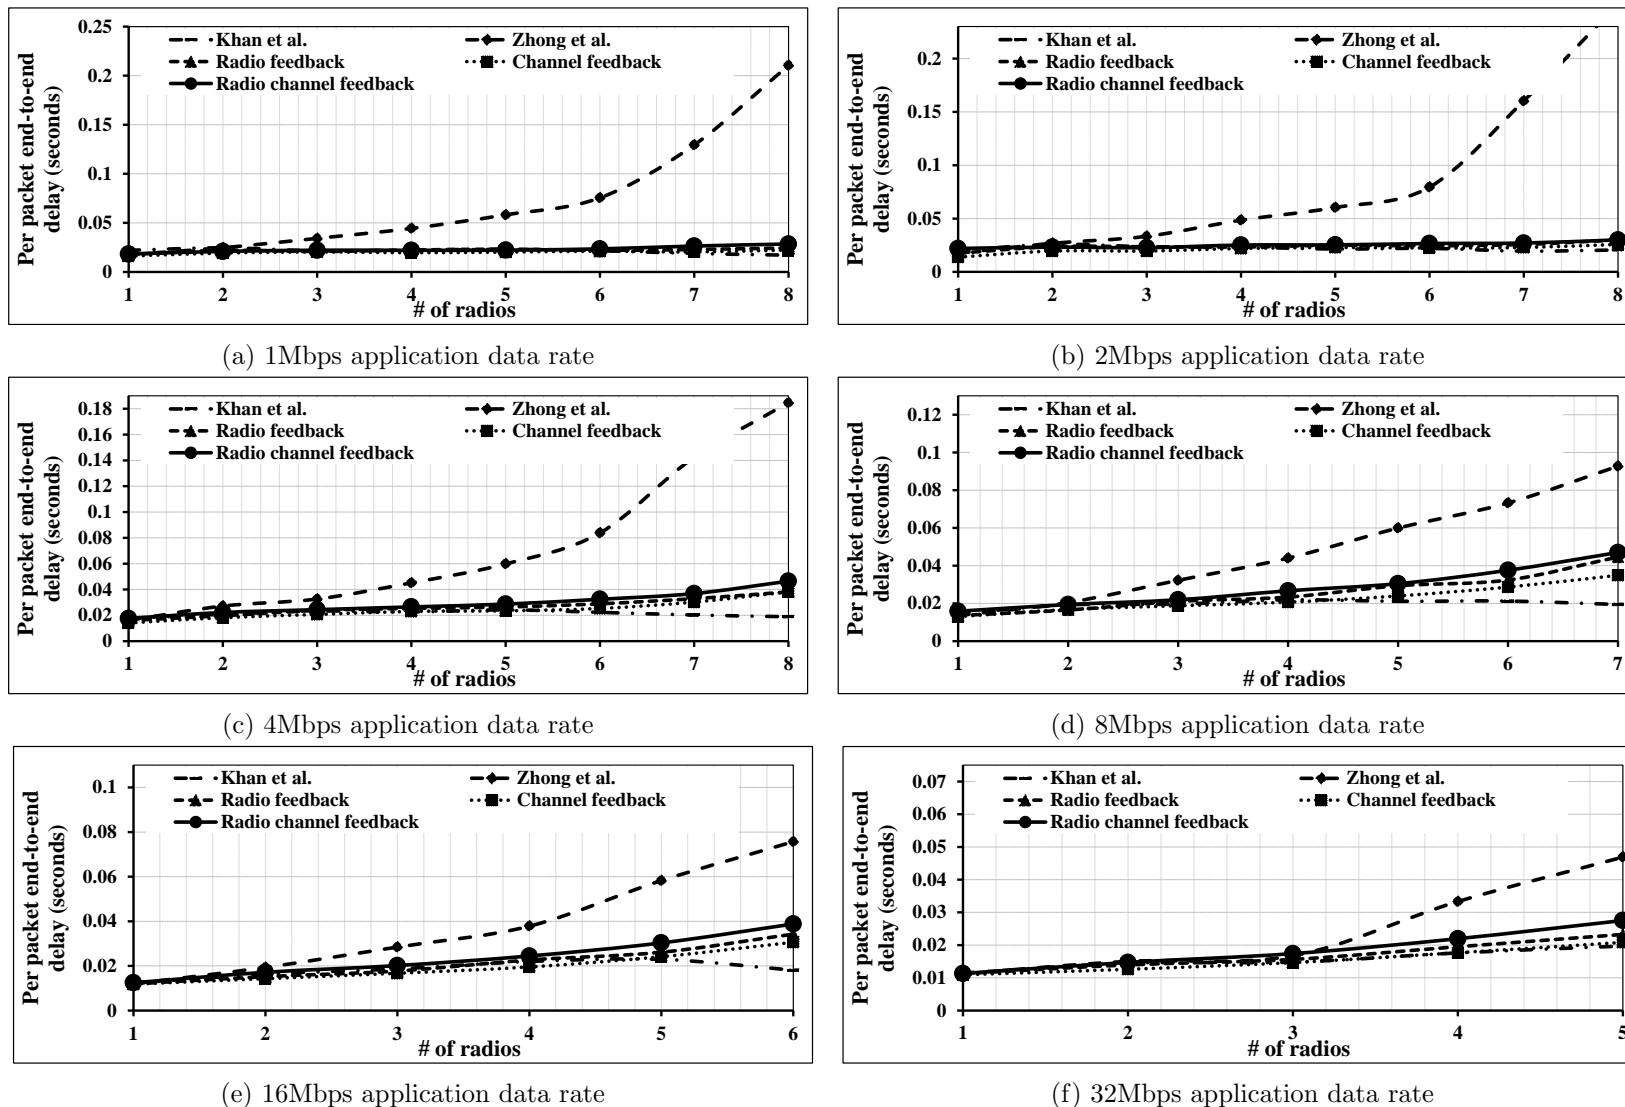 Khan et al. Zhong et al.
Radio feedback Channel feedback
Radio channel feedback
Per packet end-to-end
delay (seconds)
0.25
0.2
0.15
0.1
0.05
0
1 2 3 4 5 6 7 8
# of radios
(a) 1Mbps application data rate
Khan et al. Zhong et al.
Radio feedback Channel feedback
Radio channel feedback
Per packet end-to-end
delay (seconds)
0.2
0.15
0.1
0.05
0
1 2 3 4 5 6 7 8
# of radios
(b) 2Mbps application data rate
Khan et al. Zhong et al.
Radio feedback Channel feedback
Radio channel feedback
Per packet end-to-end
delay (seconds)
0.18
0.16
0.14
0.12
0.1
0.08
0.06
0.04
0.02
0
1 2 3 4 5 6 7 8
# of radios
(c) 4Mbps application data rate
Khan et al. Zhong et al.
Radio feedback Channel feedback
Radio channel feedback
Per packet end-to-end
delay (seconds)
0.12
0.1
0.08
0.06
0.04
0.02
0
1 2 3 4 5 6 7
# of radios
(d) 8Mbps application data rate
Khan et al. Zhong et al.
Radio feedback Channel feedback
Radio channel feedback
Per packet end-to-end
delay (seconds)
0.1
0.08
0.06
0.04
0.02
0
1 2 3 4 5 6
# of radios
(e) 16Mbps application data rate
Khan et al. Zhong et al.
Radio feedback Channel feedback
Radio channel feedback
Per packet end-to-end
delay (seconds)
0.07
0.06
0.05
0.04
0.03
0.02
0.01
0
1 2 3 4 5
# of radios
(f) 32Mbps application data rate